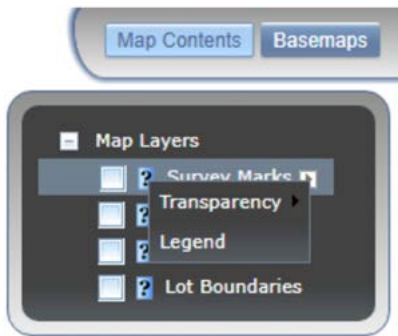 Map Contents Basemaps
Map Layers
? Survey Marks
Transparency
?
Legend
?
? Lot Boundaries